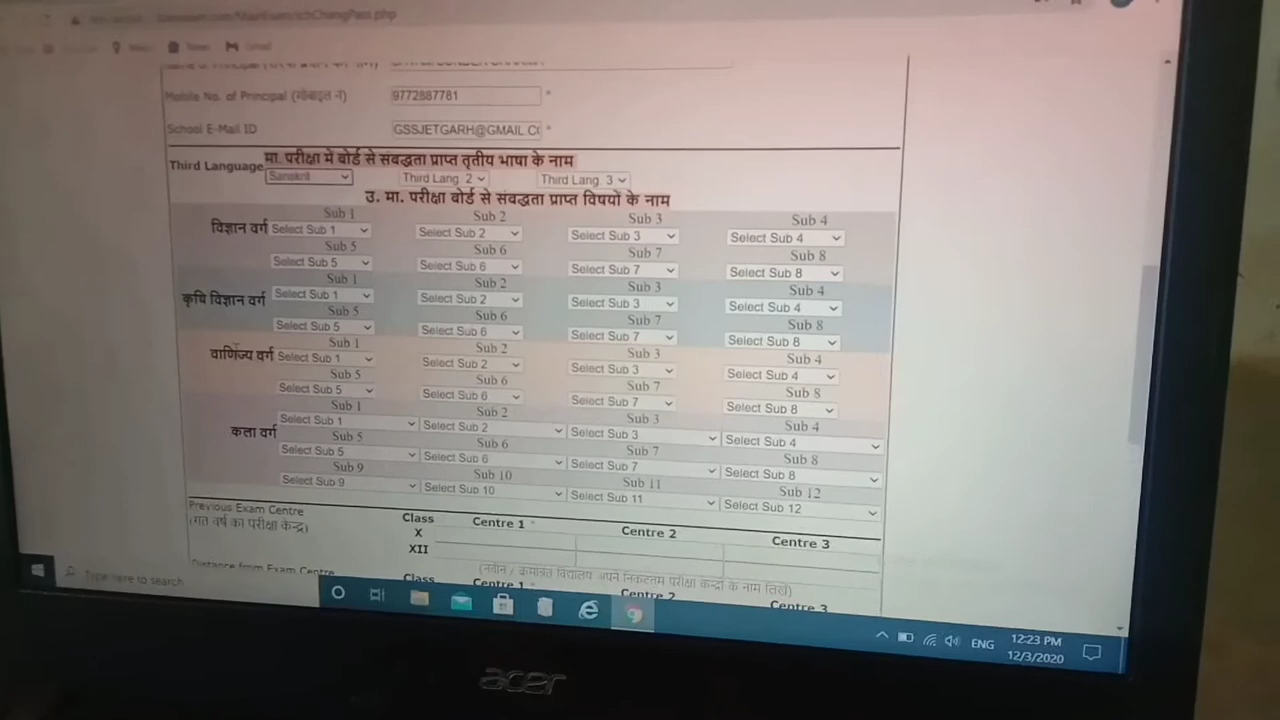 Mobile No. of Principal (मोबाइल नं) 9772887781 *
School E-Mail ID GSSJETGARH@GMAIL.C *
मा. परीक्षा में बोर्ड से संबद्धता प्राप्त तृतीय भाषा के नाम
Third Language Sanskrit Third Lang. 2 Third Lang. 3
उ. मा. परीक्षा बोर्ड से संबद्धता प्राप्त विषयों के नाम
Sub 1 Sub 2 Sub 3 Sub 4
विज्ञान वर्ग Select Sub 1 Select Sub 2 Select Sub 3 Select Sub 4
Sub 5 Sub 6 Sub 7 Sub 8
Select Sub 5 Select Sub 6 Select Sub 7 Select Sub 8
Sub 1 Sub 2 Sub 3 Sub 4
कृषि विज्ञान वर्ग Select Sub 1 Select Sub 2 Select Sub 3 Select Sub 4
Sub 5 Sub 6 Sub 7 Sub 8
Select Sub 5 Select Sub 6 Select Sub 7 Select Sub 8
Sub 1 Sub 2 Sub 3 Sub 4
वाणिज्य वर्ग Select Sub 1 Select Sub 2 Select Sub 3 Select Sub 4
Sub 5 Sub 6 Sub 7 Sub 8
Select Sub 5 Select Sub 6 Select Sub 7 Select Sub 8
Sub 1 Sub 2 Sub 3 Sub 4
कला वर्ग Select Sub 1 Select Sub 2 Select Sub 3 Select Sub 4
Sub 5 Sub 6 Sub 7 Sub 8
Select Sub 5 Select Sub 6 Select Sub 7 Select Sub 8
Sub 9 Sub 10 Sub 11 Sub 12
Select Sub 9 Select Sub 10 Select Sub 11 Select Sub 12
Previous Exam Centre Class Centre 1 * Centre 2 Centre 3
(गत वर्ष का परीक्षा केन्द्र) X
XII
(नवीन / क्रमोन्नत विद्यालय अपने निकटतम परीक्षा केन्द्रों के नाम लिखें)
Distance from Exam Centre Class Centre 1 * Centre 2 Centre 3
Type here to search
ENG 12:23 PM
12/3/2020
acer